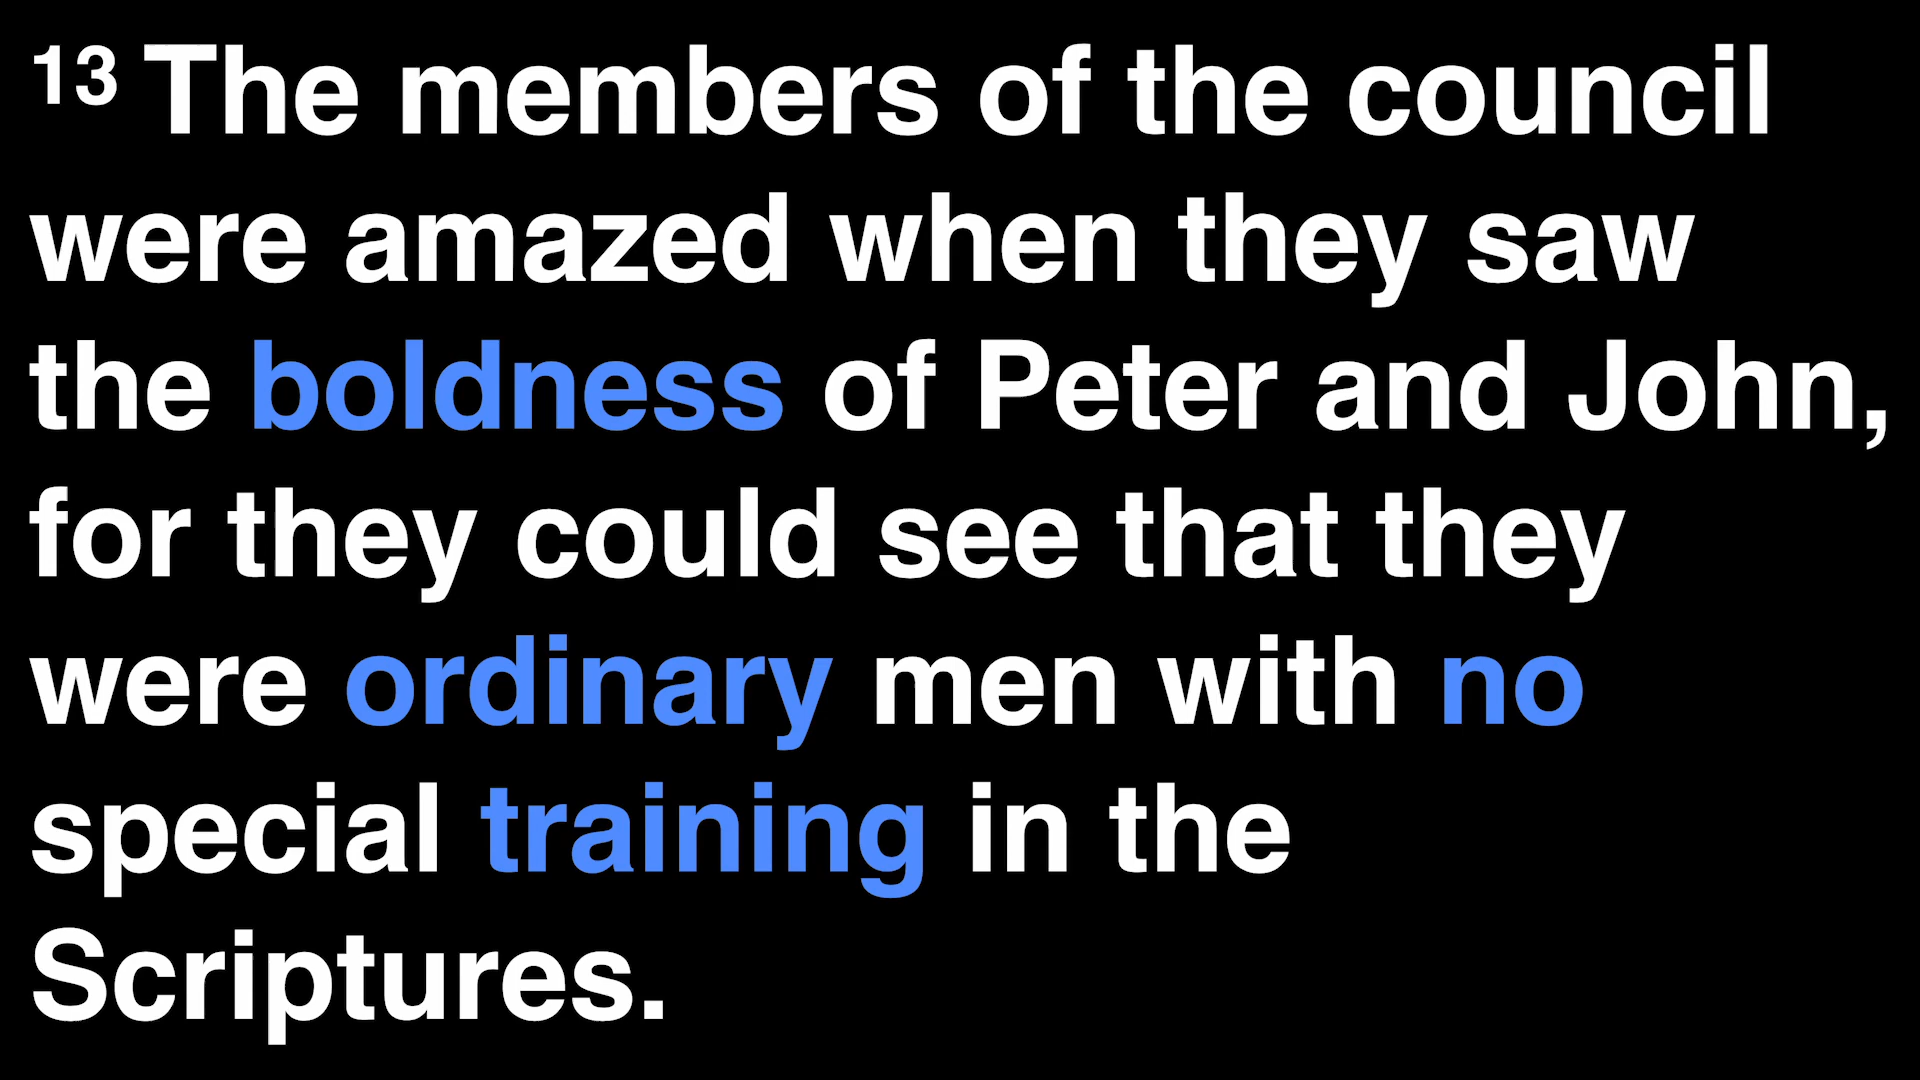 13 The members of the council
were amazed when they saw
the boldness of Peter and John,
for they could see that they
were ordinary men with no
special training in the
Scriptures.